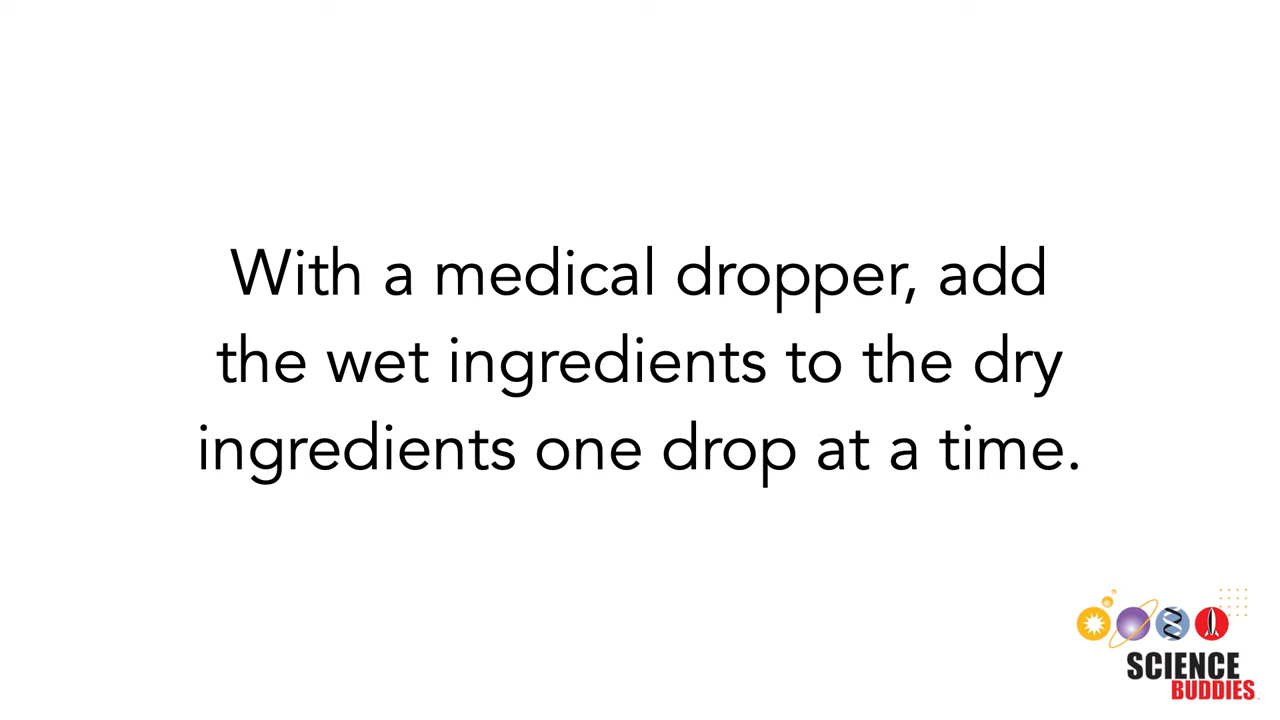 With a medical dropper, add
the wet ingredients to the dry
ingredients one drop at a time.
SCIENCE
BUDDIES